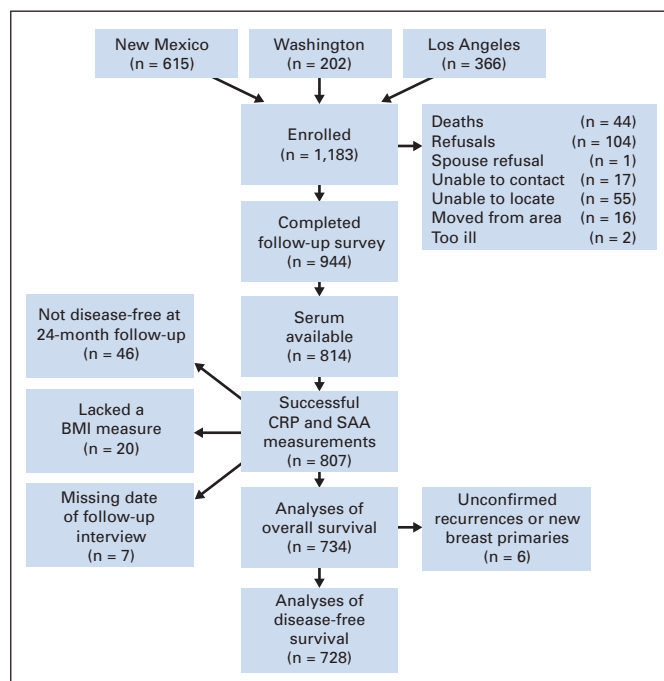 New Mexico
(n = 615)
Washington
(n = 202)
Los Angeles
(n = 366)
Enrolled
(n = 1,183)
Deaths (n = 44)
Refusals (n = 104)
Spouse refusal (n = 1)
Unable to contact (n = 17)
Unable to locate (n = 55)
Moved from area (n = 16)
Too ill (n = 2)
Completed
follow-up survey
(n = 944)
Serum
available
(n = 814)
Not disease-free at
24-month follow-up
(n = 46)
Successful
CRP and SAA
measurements
(n = 807)
Lacked a
BMI measure
(n = 20)
Missing date
of follow-up
interview
(n = 7)
Analyses of
overall survival
(n = 734)
Unconfirmed
recurrences or new
breast primaries
(n = 6)
Analyses of
disease-free
survival
(n = 728)